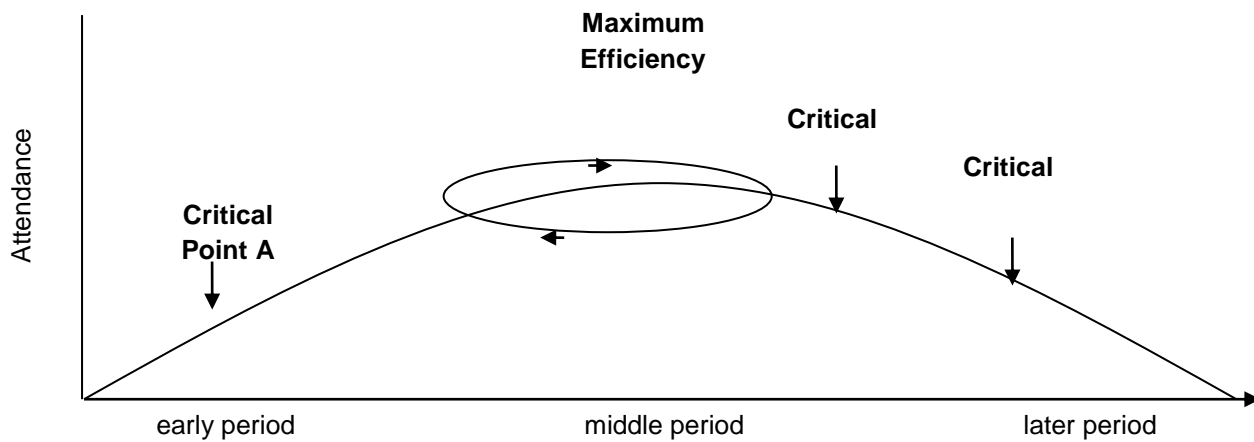 Maximum
Efficiency
Critical
Critical
Critical
Point A
Attendance
early period
middle period
later period